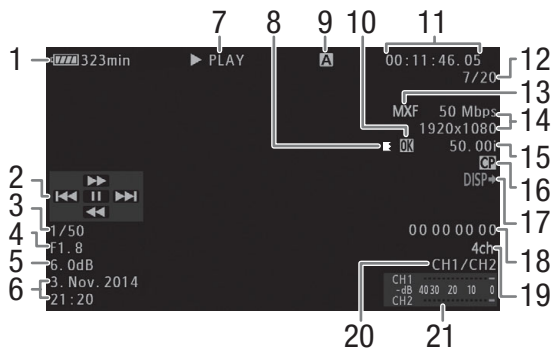 7
8
9
10
11
1
323min
PLAY
A
00:11:46.05
12
7/20
13
MXF
50 Mbps
14
1920x1080
OK
50.00i
15
CP
16
DISP
17
2
3
1/50
00 00 00 00
18
4
F1.8
4ch
19
5
6.0dB
CH1/CH2
6
3. Nov. 2014
21:20
CH1
-dB 40 30 20 10 0
CH2
20
21